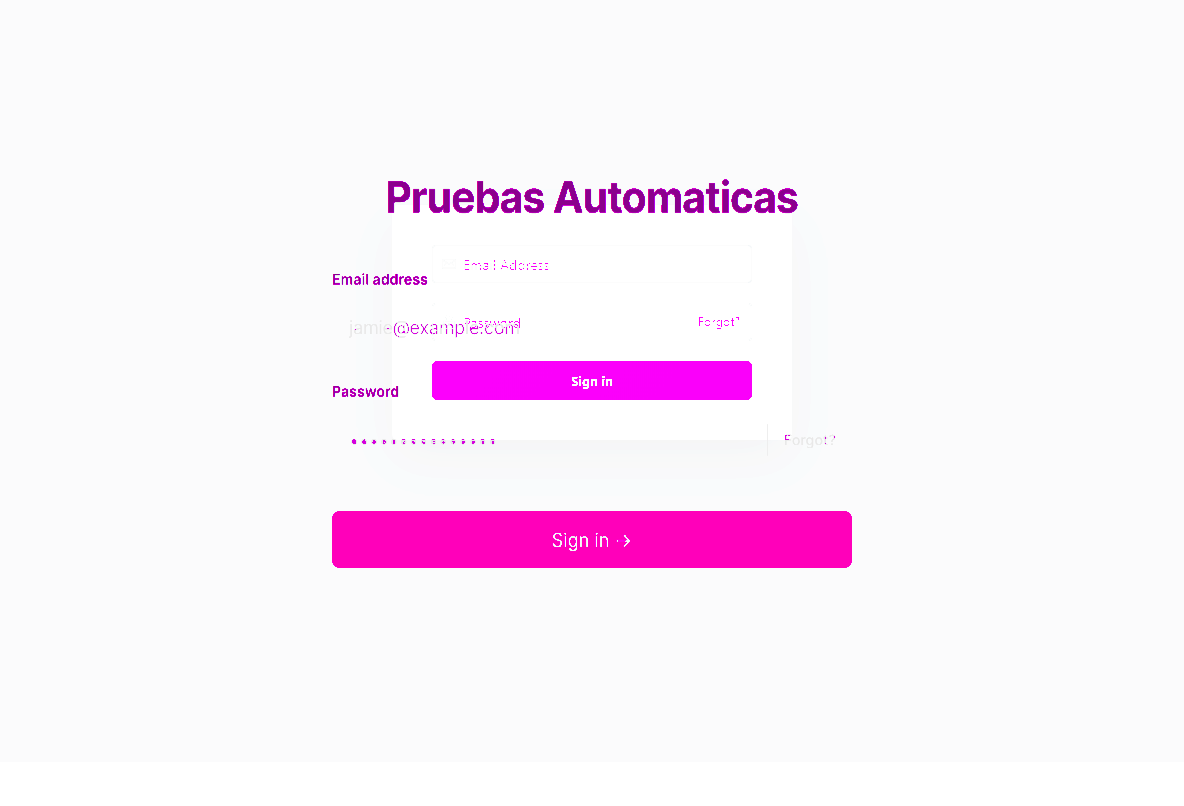 Pruebas Automaticas
Email Address
Email address
Password
Forgot?
jamie@example.com
Sign in
Password
Forgot?
Sign in →